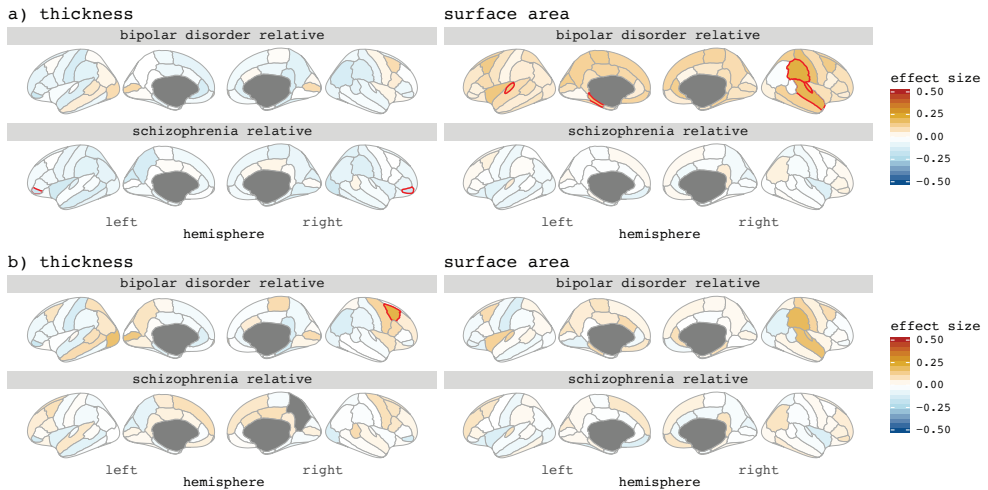 a) thickness
surface area
bipolar disorder relative
bipolar disorder relative
effect size
0.50
0.25
0.00
−0.25
−0.50
schizophrenia relative
schizophrenia relative
left
right
hemisphere
left
right
hemisphere
b) thickness
surface area
bipolar disorder relative
bipolar disorder relative
effect size
0.50
0.25
0.00
−0.25
−0.50
schizophrenia relative
schizophrenia relative
left
right
hemisphere
left
right
hemisphere